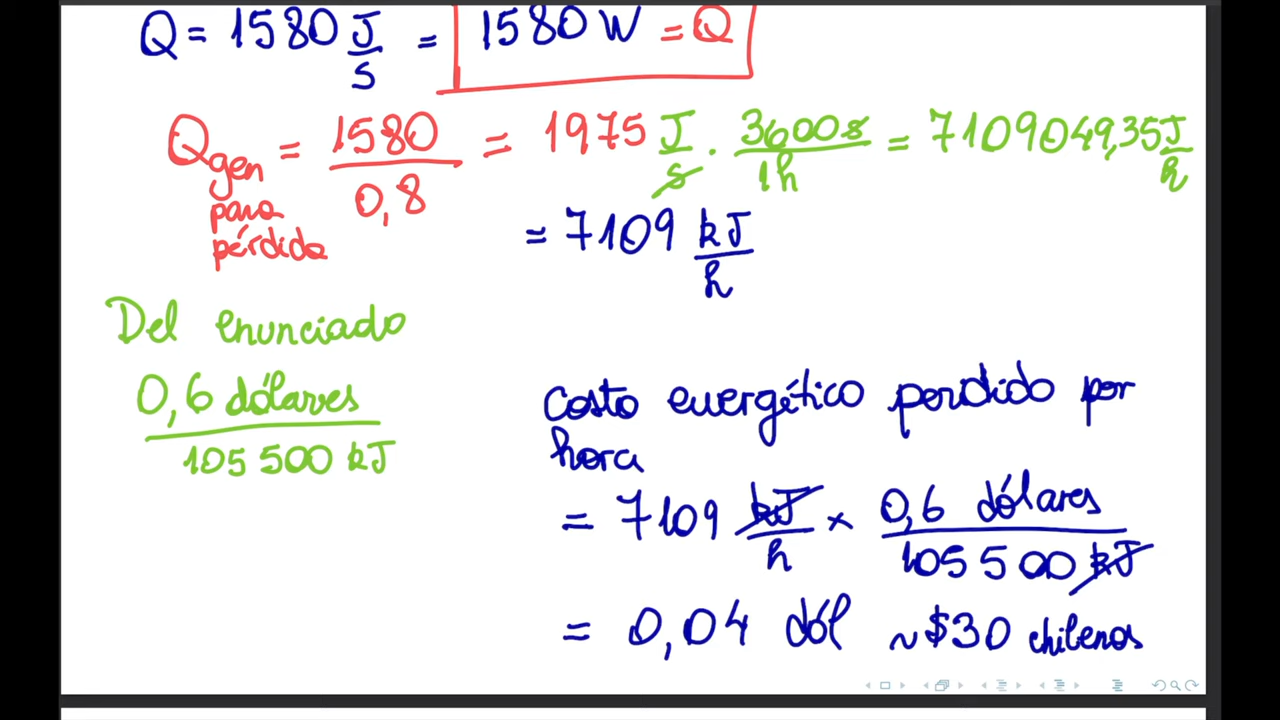 Q = 1580 J/s = 1580 W = Q
Qgen para pérdida = 1580/0,8 = 1975 J/s · 3600 s/1h = 7109049,35 J/h
= 7109 kJ/h
Del enunciado
0,6 dólares
105 500 kJ
Costo energético perdido por
hora
= 7109 kJ/h × 0,6 dólares/105 500 kJ
= 0,04 dól ~$30 chilenos